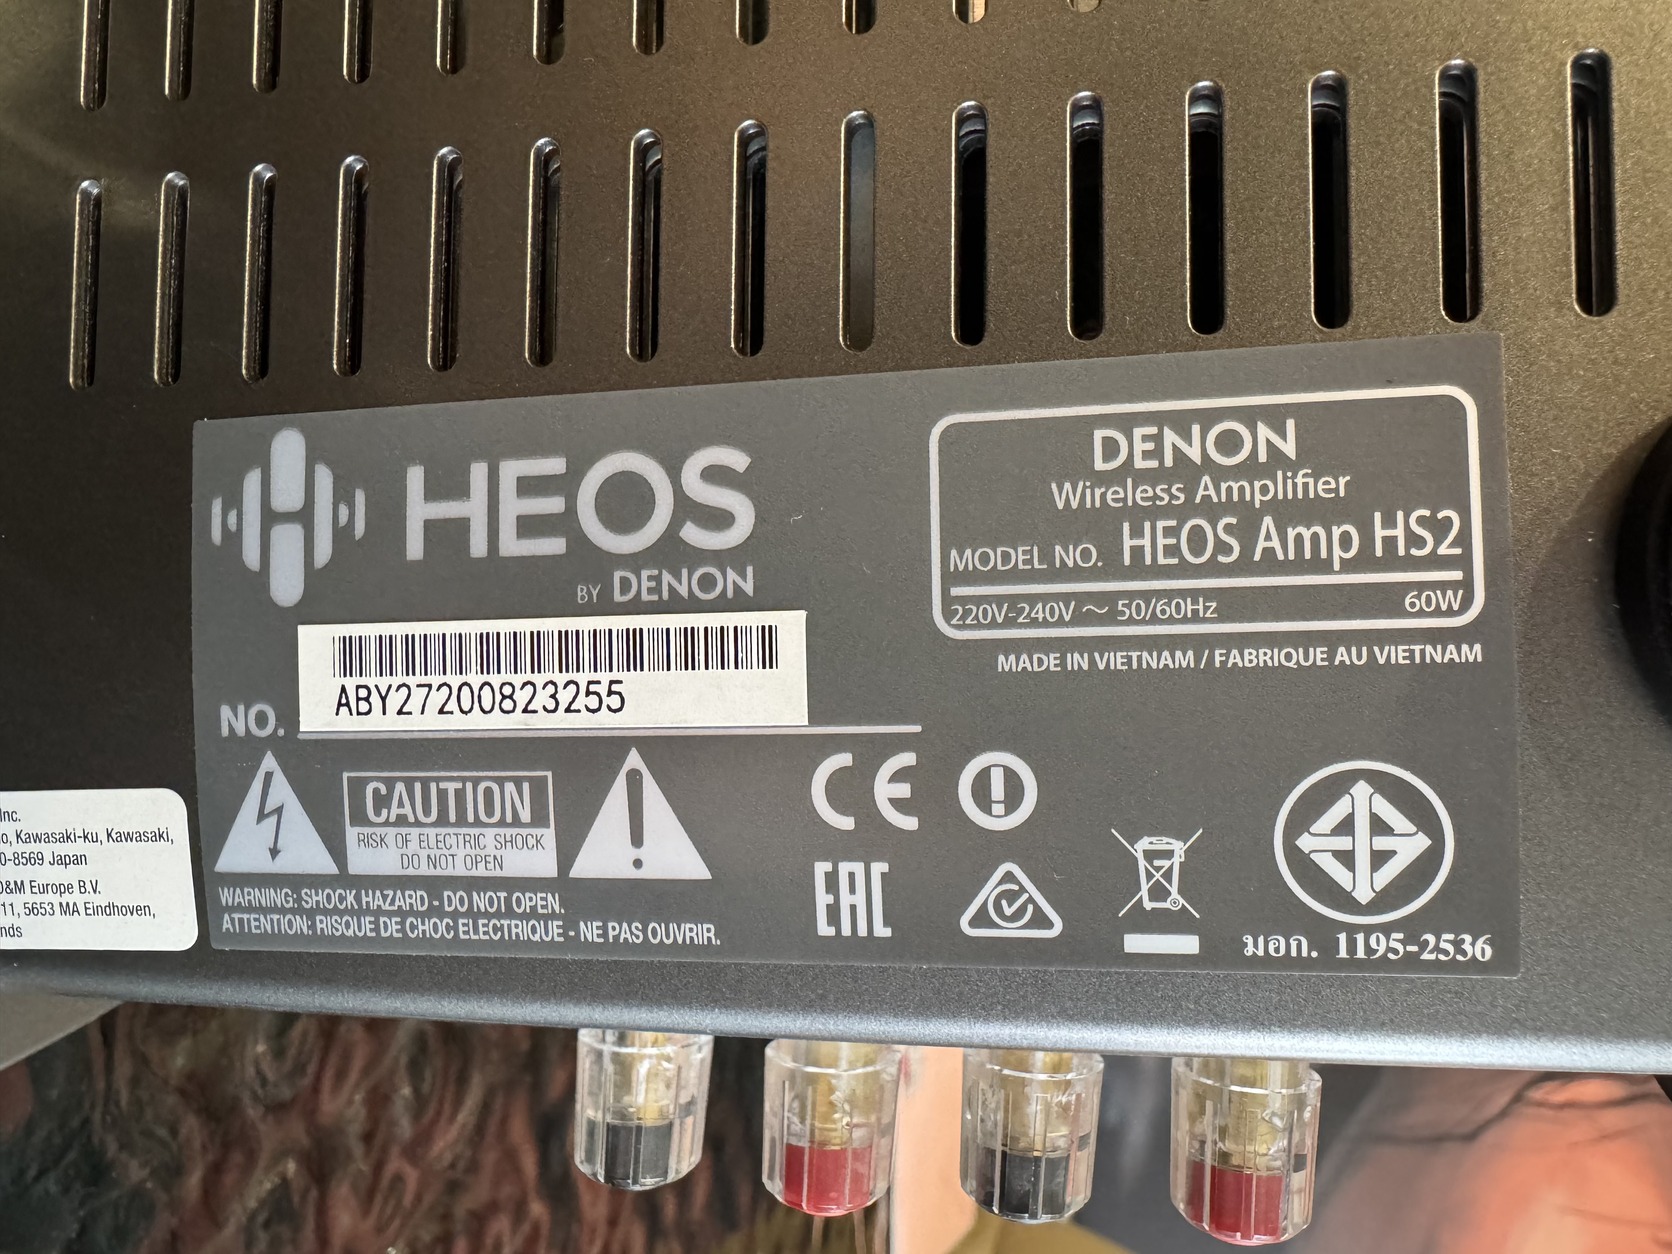 HEOS
BY DENON
NO.
ABY27200823255
CAUTION
RISK OF ELECTRIC SHOCK
DO NOT OPEN
WARNING: SHOCK HAZARD - DO NOT OPEN.
ATTENTION: RISQUE DE CHOC ELECTRIQUE - NE PAS OUVRIR.
DENON
Wireless Amplifier
MODEL NO. HEOS Amp HS2
220V-240V ～ 50/60Hz 60W
MADE IN VIETNAM / FABRIQUE AU VIETNAM
CE
EAC
มอก. 1195-2536
Inc.
Kawasaki-ku, Kawasaki,
0-8569 Japan
D&M Europe B.V.
11, 5653 MA Eindhoven,
nds